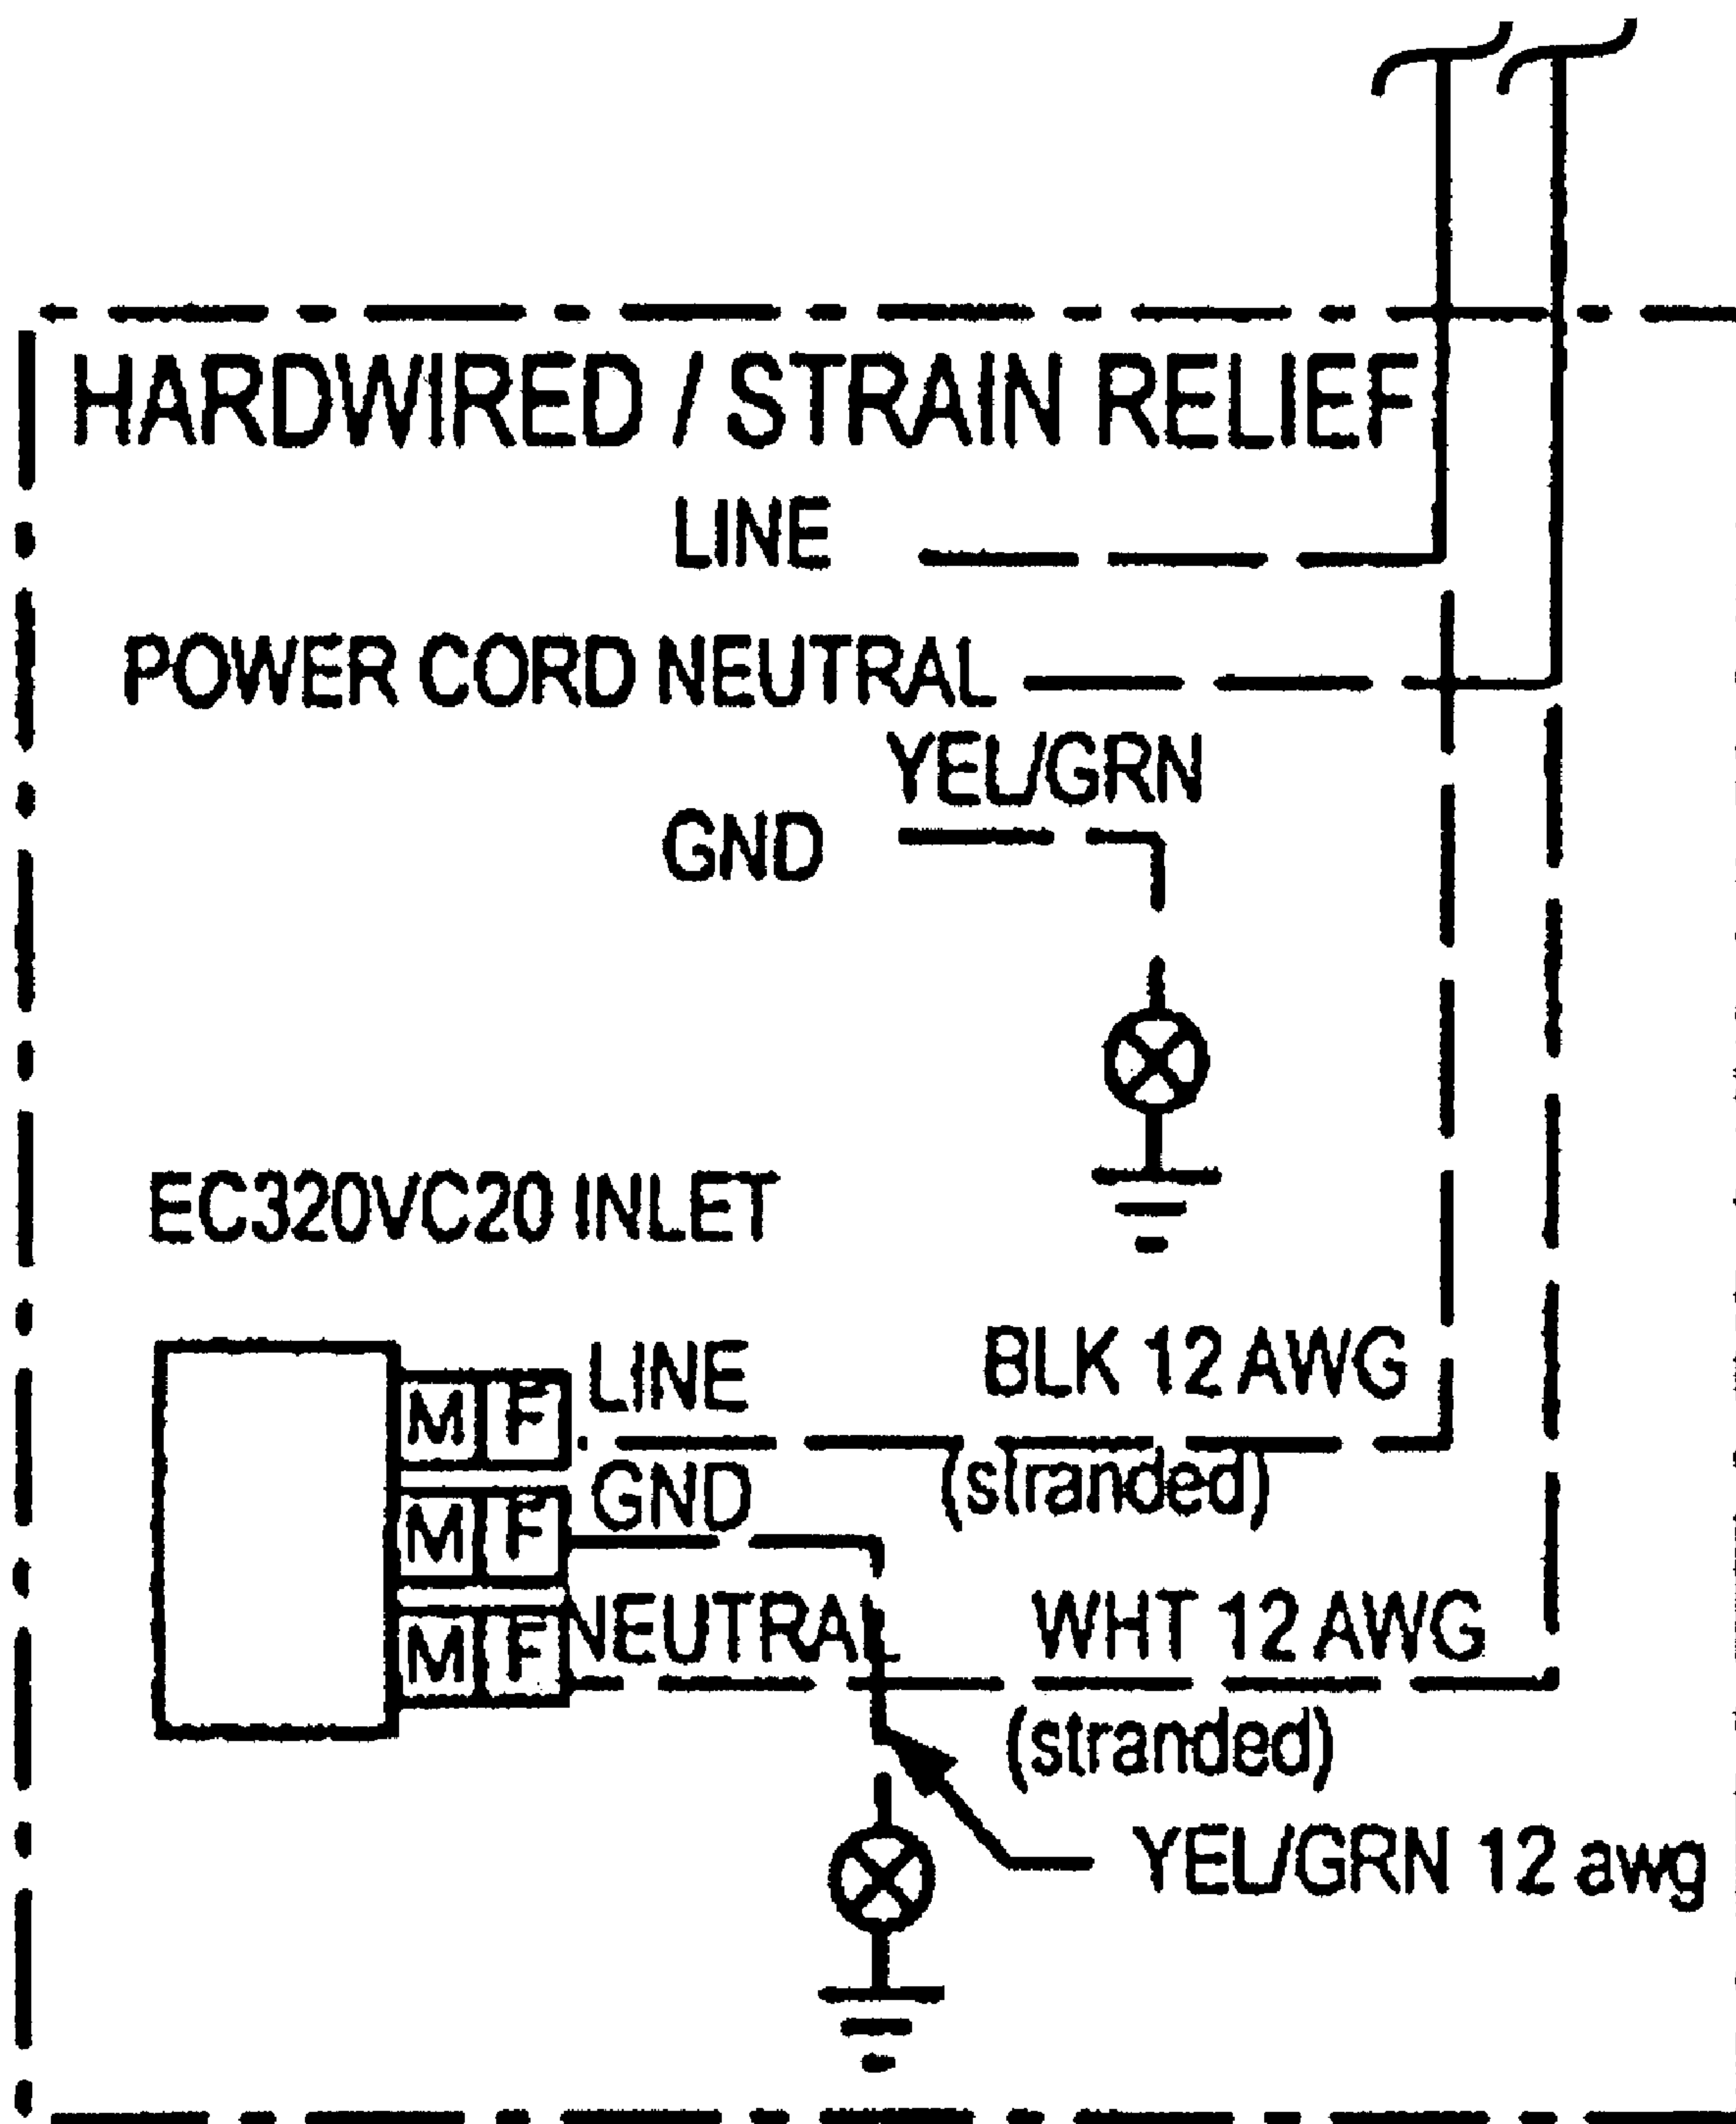 HARDWIRED / STRAIN RELIEF
LINE
POWER CORD NEUTRAL
YEL/GRN
GND
EC320VC20 INLET
M F LINE BLK 12 AWG
(stranded)
M F GND
M F NEUTRAL WHT 12 AWG
(stranded)
YEL/GRN 12 awg